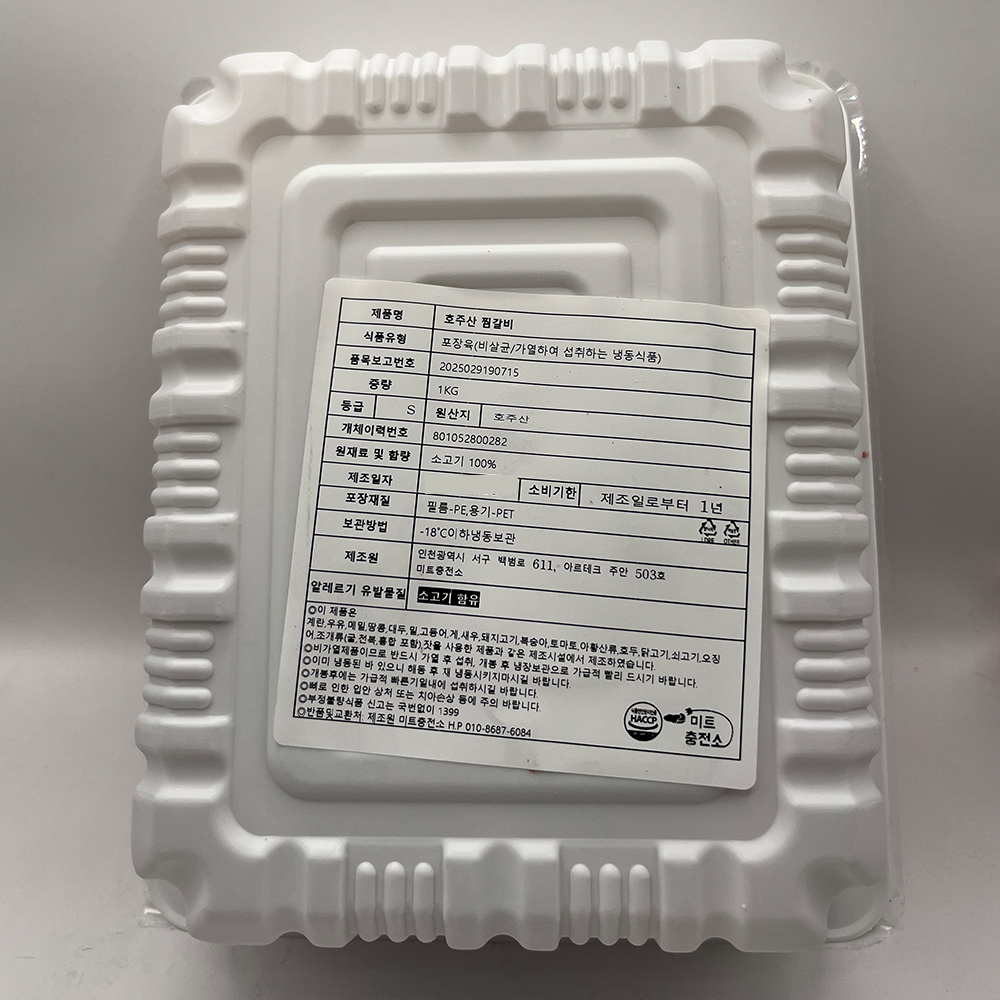 제품명 호주산 찜갈비
식품유형 포장육(비살균/가열하여 섭취하는 냉동식품)
품목보고번호 2025029190715
중량 1KG
등급 S 원산지 호주산
개체이력번호 801052800282
원재료 및 함량 소고기 100%
제조일자 소비기한 제조일로부터 1년
포장재질 필름-PE,용기-PET
보관방법 -18℃이하냉동보관
제조원 인천광역시 서구 백범로 611, 아르테크 주안 503호
미트충전소
알레르기 유발물질 소고기 함유
◎이 제품은
계란,우유,메밀,땅콩,대두,밀,고등어,게,새우,돼지고기,복숭아,토마토,아황산류,호두,닭고기,쇠고기,오징
어,조개류(굴,전복,홍합 포함),잣을 사용한 제품과 같은 제조시설에서 제조하였습니다.
◎비가열제품이므로 반드시 가열 후 섭취, 개봉 후 냉장보관으로 가급적 빨리 드시기 바랍니다.
◎이미 냉동된 바 있으니 해동 후 재 냉동시키지마시길 바랍니다.
◎개봉후에는 가급적 빠른기일내에 섭취하시길 바랍니다.
◎뼈로 인한 입안 상처 또는 치아손상 등에 주의 바랍니다.
◎부정불량식품 신고는 국번없이 1399
◎반품및교환처: 제조원 미트충전소 H.P 010-8687-6084
HACCP
미트
충전소